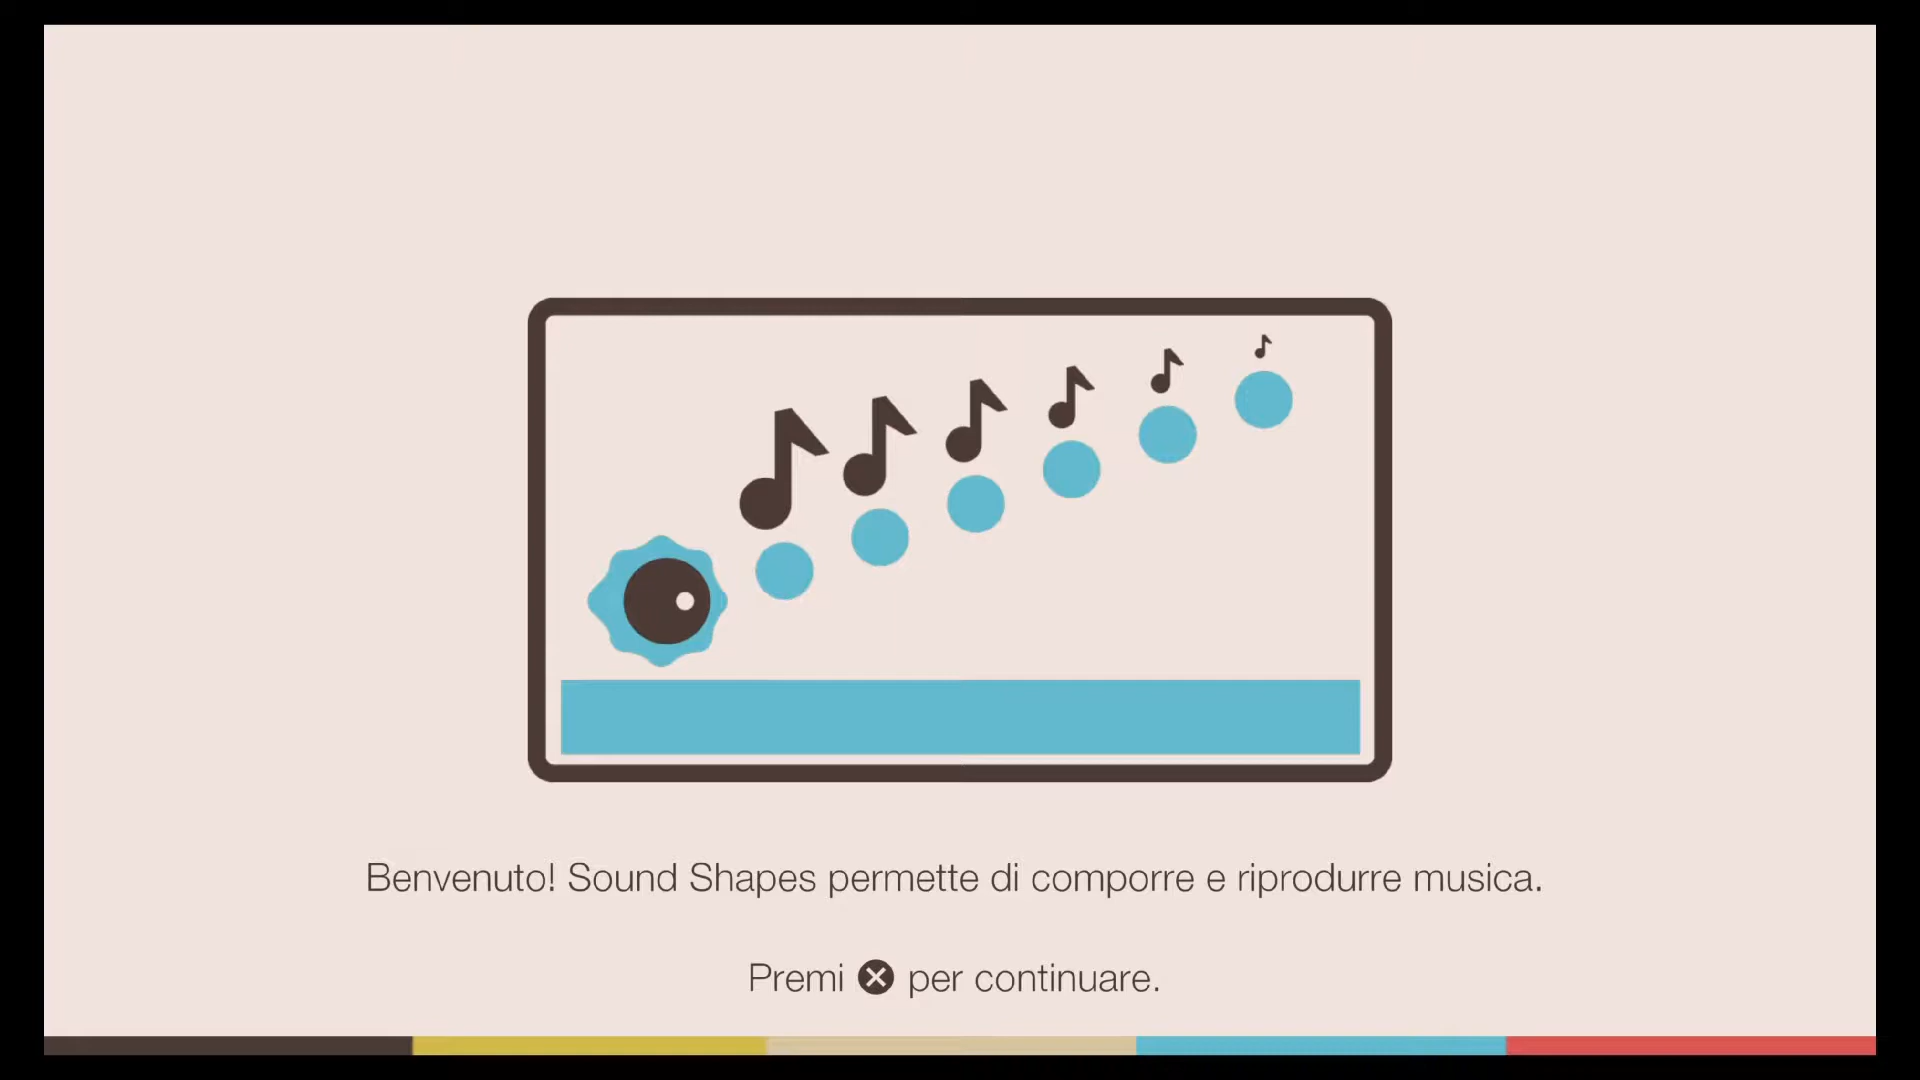 Benvenuto! Sound Shapes permette di comporre e riprodurre musica.
Premi ⊗ per continuare.